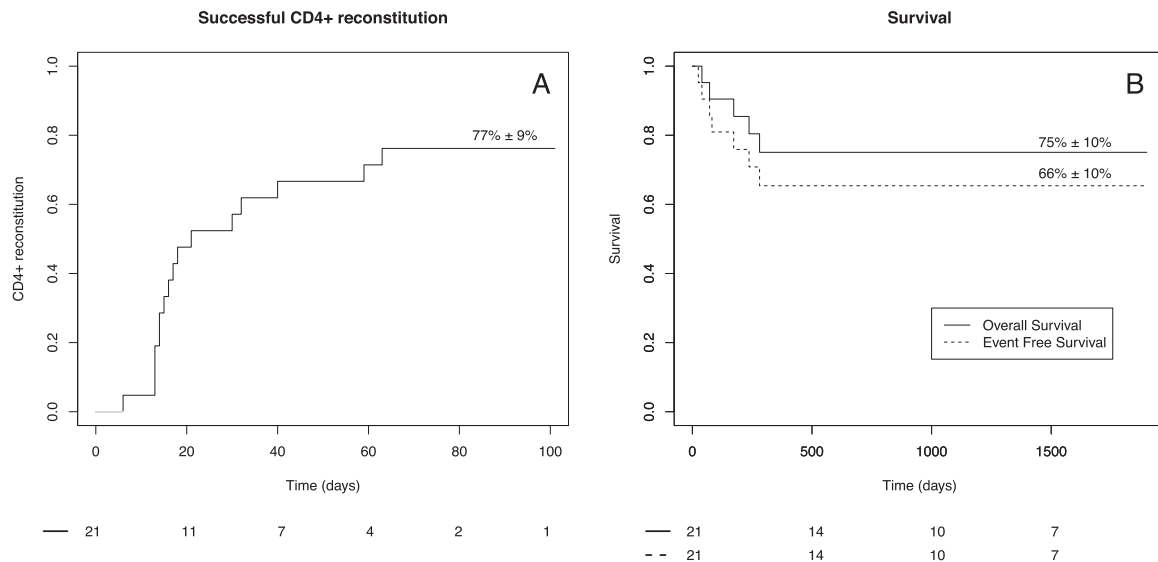 Successful CD4+ reconstitution
A
77% ± 9%
CD4+ reconstitution
0.0 0.2 0.4 0.6 0.8 1.0
0 20 40 60 80 100
Time (days)
21 11 7 4 2 1
Survival
B
75% ± 10%
66% ± 10%
Survival
0.0 0.2 0.4 0.6 0.8 1.0
Overall Survival
Event Free Survival
0 500 1000 1500
Time (days)
21 14 10 7
21 14 10 7